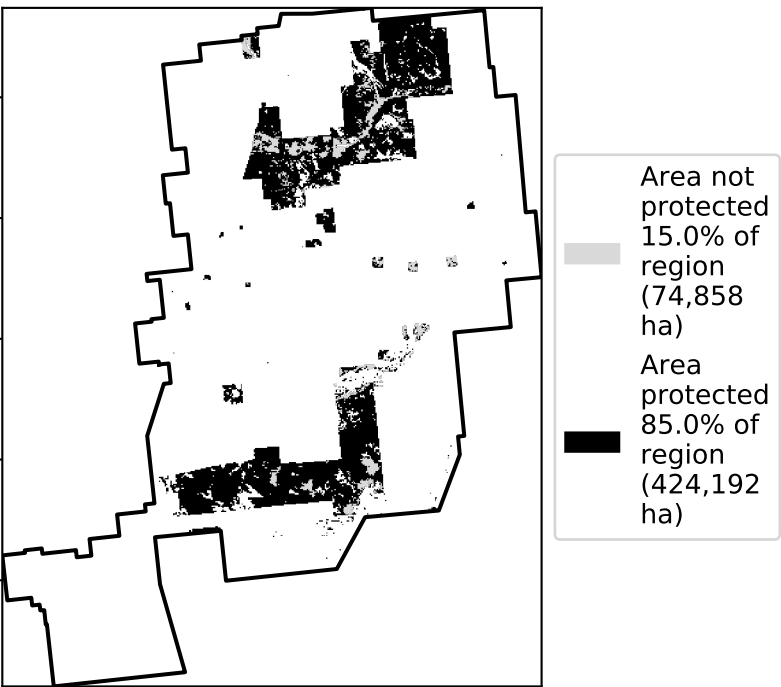 Area not
protected
15.0% of
region
(74,858
ha)
Area
protected
85.0% of
region
(424,192
ha)